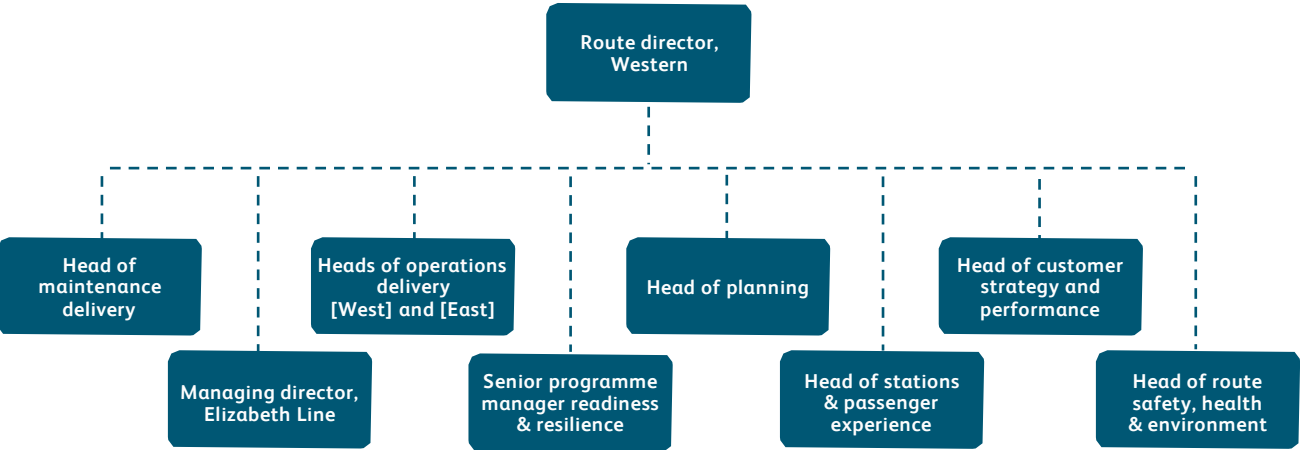 Route director,
Western
Head of
maintenance
delivery
Heads of operations
delivery
[West] and [East]
Head of planning
Head of customer
strategy and
performance
Managing director,
Elizabeth Line
Senior programme
manager readiness
& resilience
Head of stations
& passenger
experience
Head of route
safety, health
& environment